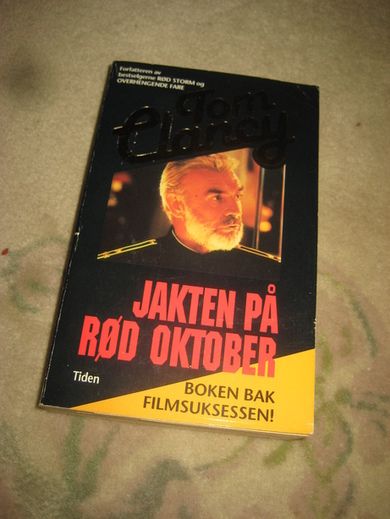 Forfatteren av
bestselgerne RØD STORM og
OVERHENGENDE FARE
Tom
Clancy
JAKTEN PÅ
RØD OKTOBER
Tiden
BOKEN BAK
FILMSUKSESSEN!